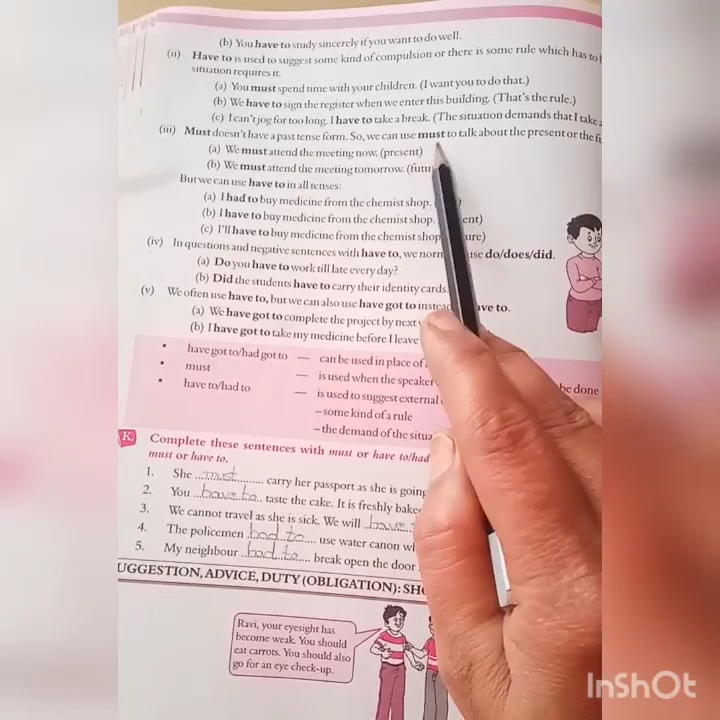 (b) You have to study sincerely if you want to do well.
(ii) Have to is used to suggest some kind of compulsion or there is some rule which has to
situation requires it.
(a) You must spend time with your children. (I want you to do that.)
(b) We have to sign the register when we enter this building. (That's the rule.)
(c) I can't jog for too long. I have to take a break. (The situation demands that I take
(iii) Must doesn't have a past tense form. So, we can use must to talk about the present or the
(a) We must attend the meeting now. (present)
(b) We must attend the meeting tomorrow.
But we can use have to in all tenses:
(a) I had to buy medicine from the chemist shop.
(b) I have to buy medicine from the chemist shop.
(c) I'll have to buy medicine from the chemist shop
(iv) In questions and negative sentences with have to, we do/does/did.
(a) Do you have to work till late every day?
(b) Did the students have to carry their identity cards
(v) We often use have to, but we can also use have got to to.
(a) We have got to complete the project by next
(b) I have got to take my medicine before I leave
• have got to/had got to — can be used in place of
• must — is used when the speaker be done
• have to/had to — is used to suggest external
– some kind of a rule
– the demand of the
K. Complete these sentences with must or have to/had
must or have to.
1. She must carry her passport as she is going
2. You have to taste the cake. It is freshly
3. We cannot travel as she is sick. We will have
4. The policemen had to use water canon
5. My neighbour had to break open the door
SUGGESTION, ADVICE, DUTY (OBLIGATION):
Ravi, your eyesight has
become weak. You should
eat carrots. You should also
go for an eye check-up.
InShOt